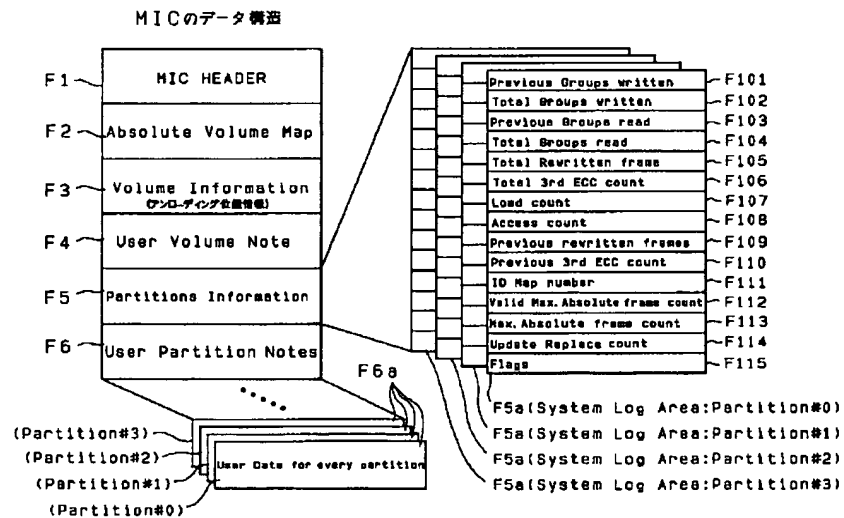 MICのデータ構造
F1
MIC HEADER
F2
Absolute Volume Map
F3
Volume Information
(アンローディング位置情報)
F4
User Volume Note
F5
Partitions Information
F6
User Partition Notes
F6a
(Partition#3)
(Partition#2)
(Partition#1)
(Partition#0)
User Data for every partition
Previous Groups written F101
Total Groups written F102
Previous Groups read F103
Total Groups read F104
Total Rewritten frame F105
Total 3rd ECC count F106
Load count F107
Access count F108
Previous rewritten frames F109
Previous 3rd ECC count F110
ID Map number F111
Valid Max.Absolute frame count F112
Max.Absolute frame count F113
Update Replace count F114
Flags F115
F5a(System Log Area:Partition#0)
F5a(System Log Area:Partition#1)
F5a(System Log Area:Partition#2)
F5a(System Log Area:Partition#3)